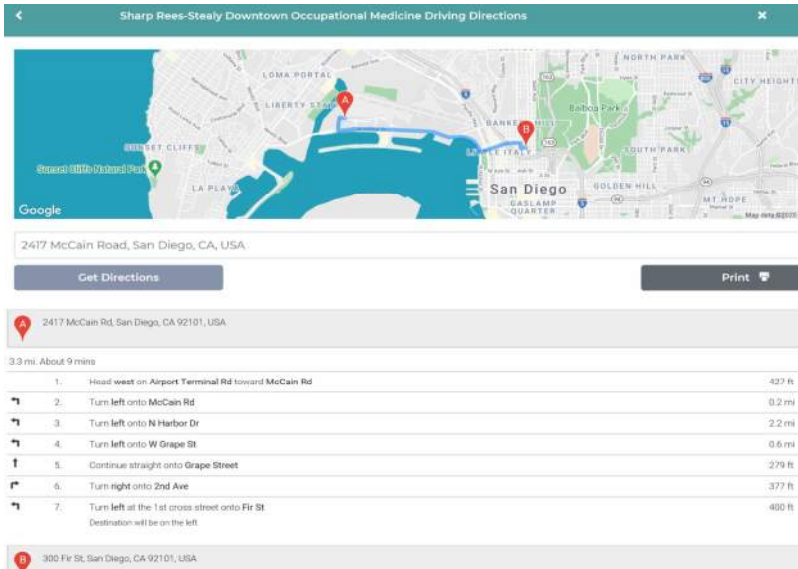 Sharp Rees-Stealy Downtown Occupational Medicine Driving Directions
LOMA PORTAL
NORTH PARK
CITY HEIGHTS
LIBERTY STA
A
Balboa Park
BANKERS HILL
B
163
SUNSET CLIFFS
LITTLE ITALY
SOUTH PARK
Sunset Cliffs Natural Park
LA PLAYA
San Diego
GOLDEN HILL
94
GASLAMP
QUARTER
MT HOPE
Google
2417 McCain Road, San Diego, CA, USA
Get Directions
Print
A
2417 McCain Rd, San Diego, CA 92101, USA
3.3 mi. About 9 mins
1. Head west on Airport Terminal Rd toward McCain Rd 427 ft
2. Turn left onto McCain Rd 0.2 mi
3. Turn left onto N Harbor Dr 2.2 mi
4. Turn left onto W Grape St 0.6 mi
5. Continue straight onto Grape Street 279 ft
6. Turn right onto 2nd Ave 377 ft
7. Turn left at the 1st cross street onto Fir St 400 ft
Destination will be on the left
B
300 Fir St, San Diego, CA 92101, USA